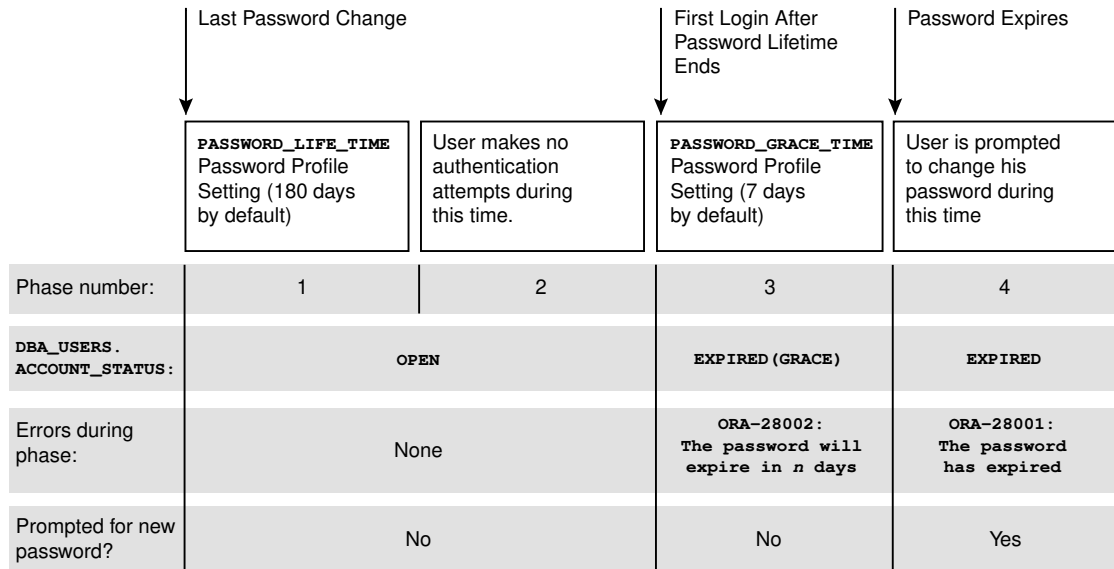 Last Password Change
First Login After
Password Lifetime
Ends
Password Expires
PASSWORD_LIFE_TIME
Password Profile
Setting (180 days
by default)
User makes no
authentication
attempts during
this time.
PASSWORD_GRACE_TIME
Password Profile
Setting (7 days
by default)
User is prompted
to change his
password during
this time
Phase number:
1
2
3
4
DBA_USERS.
ACCOUNT_STATUS:
OPEN
EXPIRED(GRACE)
EXPIRED
Errors during
phase:
None
ORA-28002:
The password will
expire in n days
ORA-28001:
The password
has expired
Prompted for new
password?
No
No
Yes